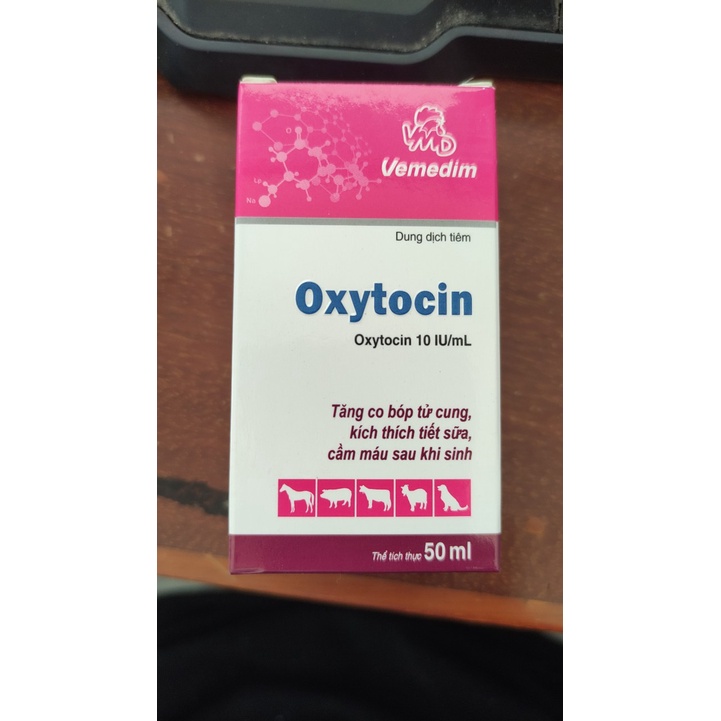 VMD
Vemedim
Dung dịch tiêm
Oxytocin
Oxytocin 10 IU/mL
Tăng co bóp tử cung,
kích thích tiết sữa,
cầm máu sau khi sinh
Thể tích thực 50 ml